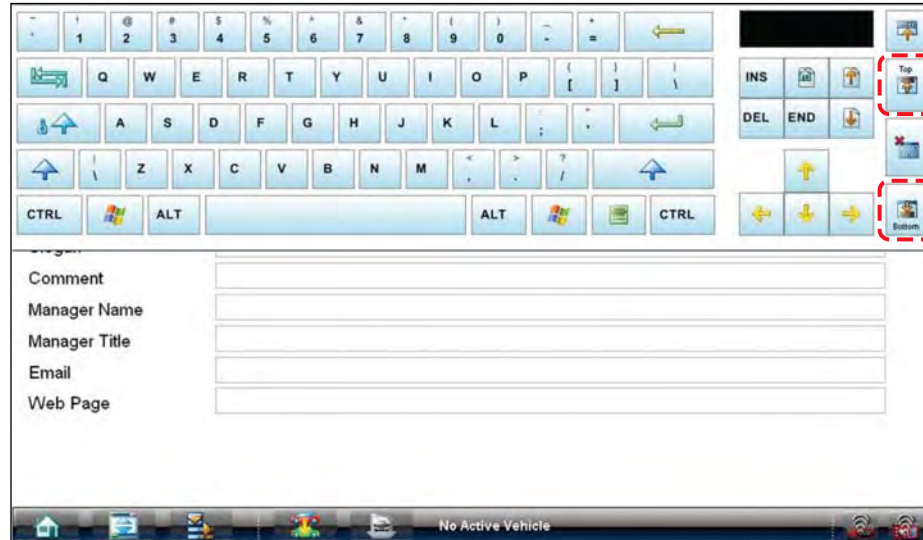 ~ ! @ # $ % ^ & * ( ) _ +
` 1 2 3 4 5 6 7 8 9 0 - =
Top
Q W E R T Y U I O P { [ } ] | \ INS
A S D F G H J K L : ; DEL END
| \ Z X C V B N M < , > . ? /
CTRL ALT ALT CTRL
Bottom
Slogan
Comment
Manager Name
Manager Title
Email
Web Page
No Active Vehicle